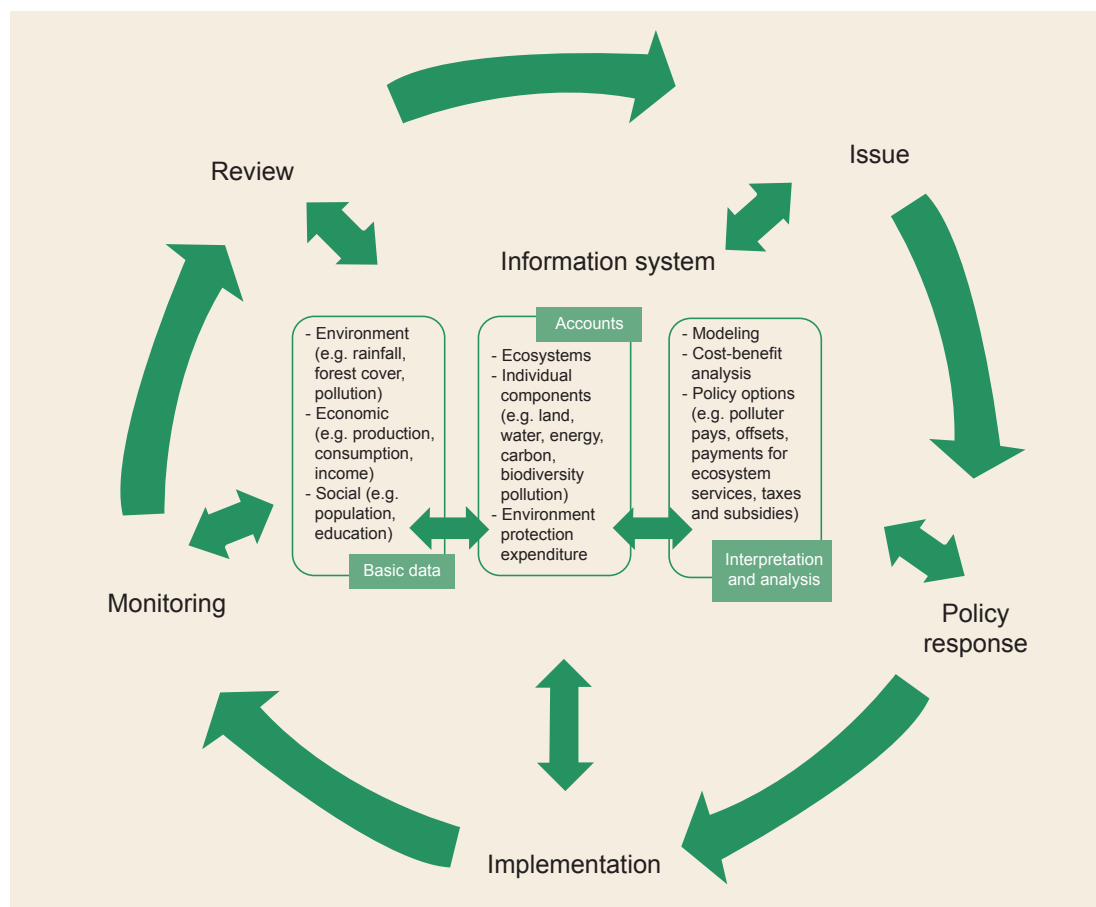 Review
Issue
Information system
- Environment
(e.g. rainfall,
forest cover,
pollution)
- Economic
(e.g. production,
consumption,
income)
- Social (e.g.
population,
education)
Basic data
Accounts
- Ecosystems
- Individual
components
(e.g. land,
water, energy,
carbon,
biodiversity
pollution)
- Environment
protection
expenditure
- Modeling
- Cost-benefit
analysis
- Policy options
(e.g. polluter
pays, offsets,
payments for
ecosystem
services, taxes
and subsidies)
Interpretation
and analysis
Monitoring
Policy
response
Implementation